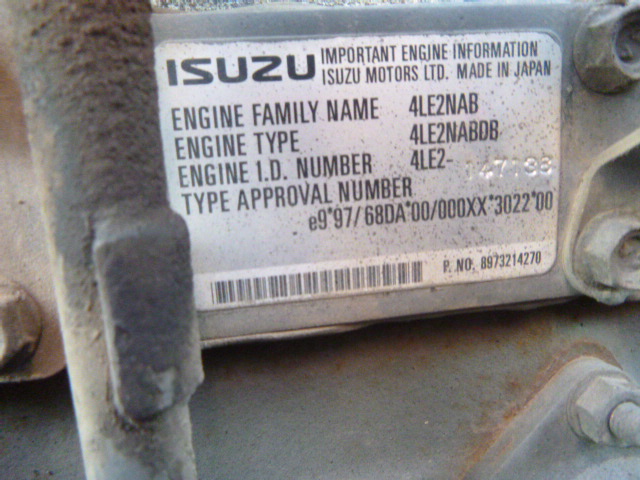 ISUZU IMPORTANT ENGINE INFORMATION
ISUZU MOTORS LTD. MADE IN JAPAN
ENGINE FAMILY NAME 4LE2NAB
ENGINE TYPE 4LE2NABDB
ENGINE I.D. NUMBER 4LE2-
TYPE APPROVAL NUMBER
e9*97/68DA*00/000XX*3022*00
P. NO. 8973214270